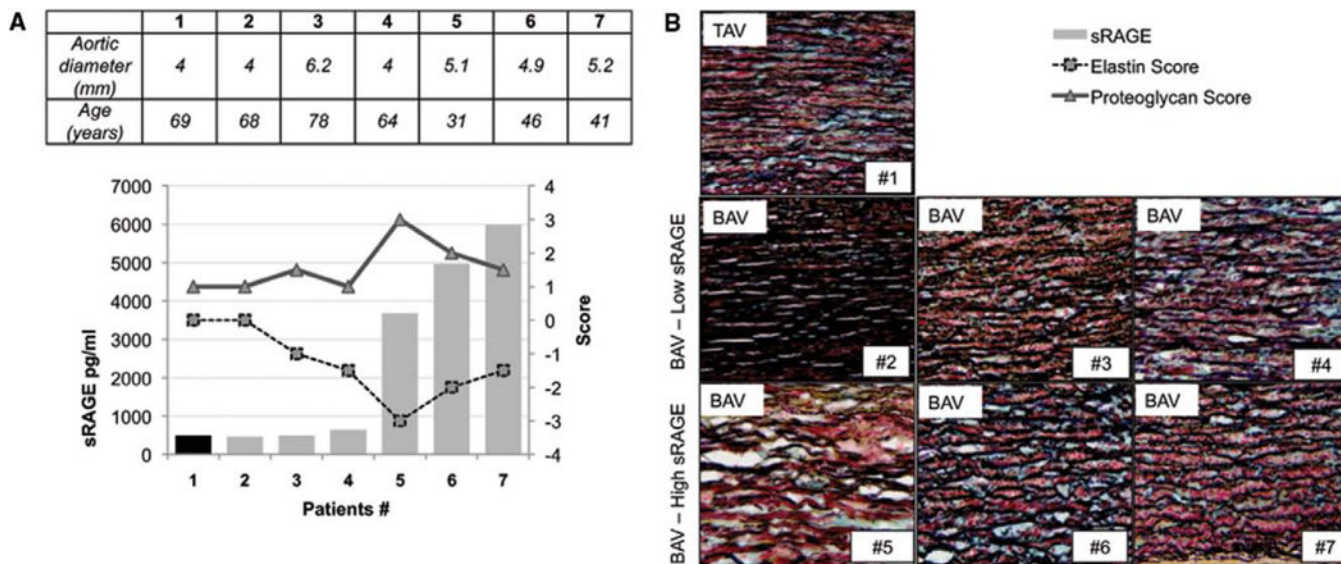 A
1 2 3 4 5 6 7
Aortic diameter (mm) 4 4 6.2 4 5.1 4.9 5.2
Age (years) 69 68 78 64 31 46 41
sRAGE pg/ml
7000
6000
5000
4000
3000
2000
1000
0
4
3
2
1
0
-1
-2
-3
-4
Score
1 2 3 4 5 6 7
Patients #
B
TAV
#1
sRAGE
Elastin Score
Proteoglycan Score
BAV – Low sRAGE
BAV
#2
BAV
#3
BAV
#4
BAV – High sRAGE
BAV
#5
BAV
#6
BAV
#7